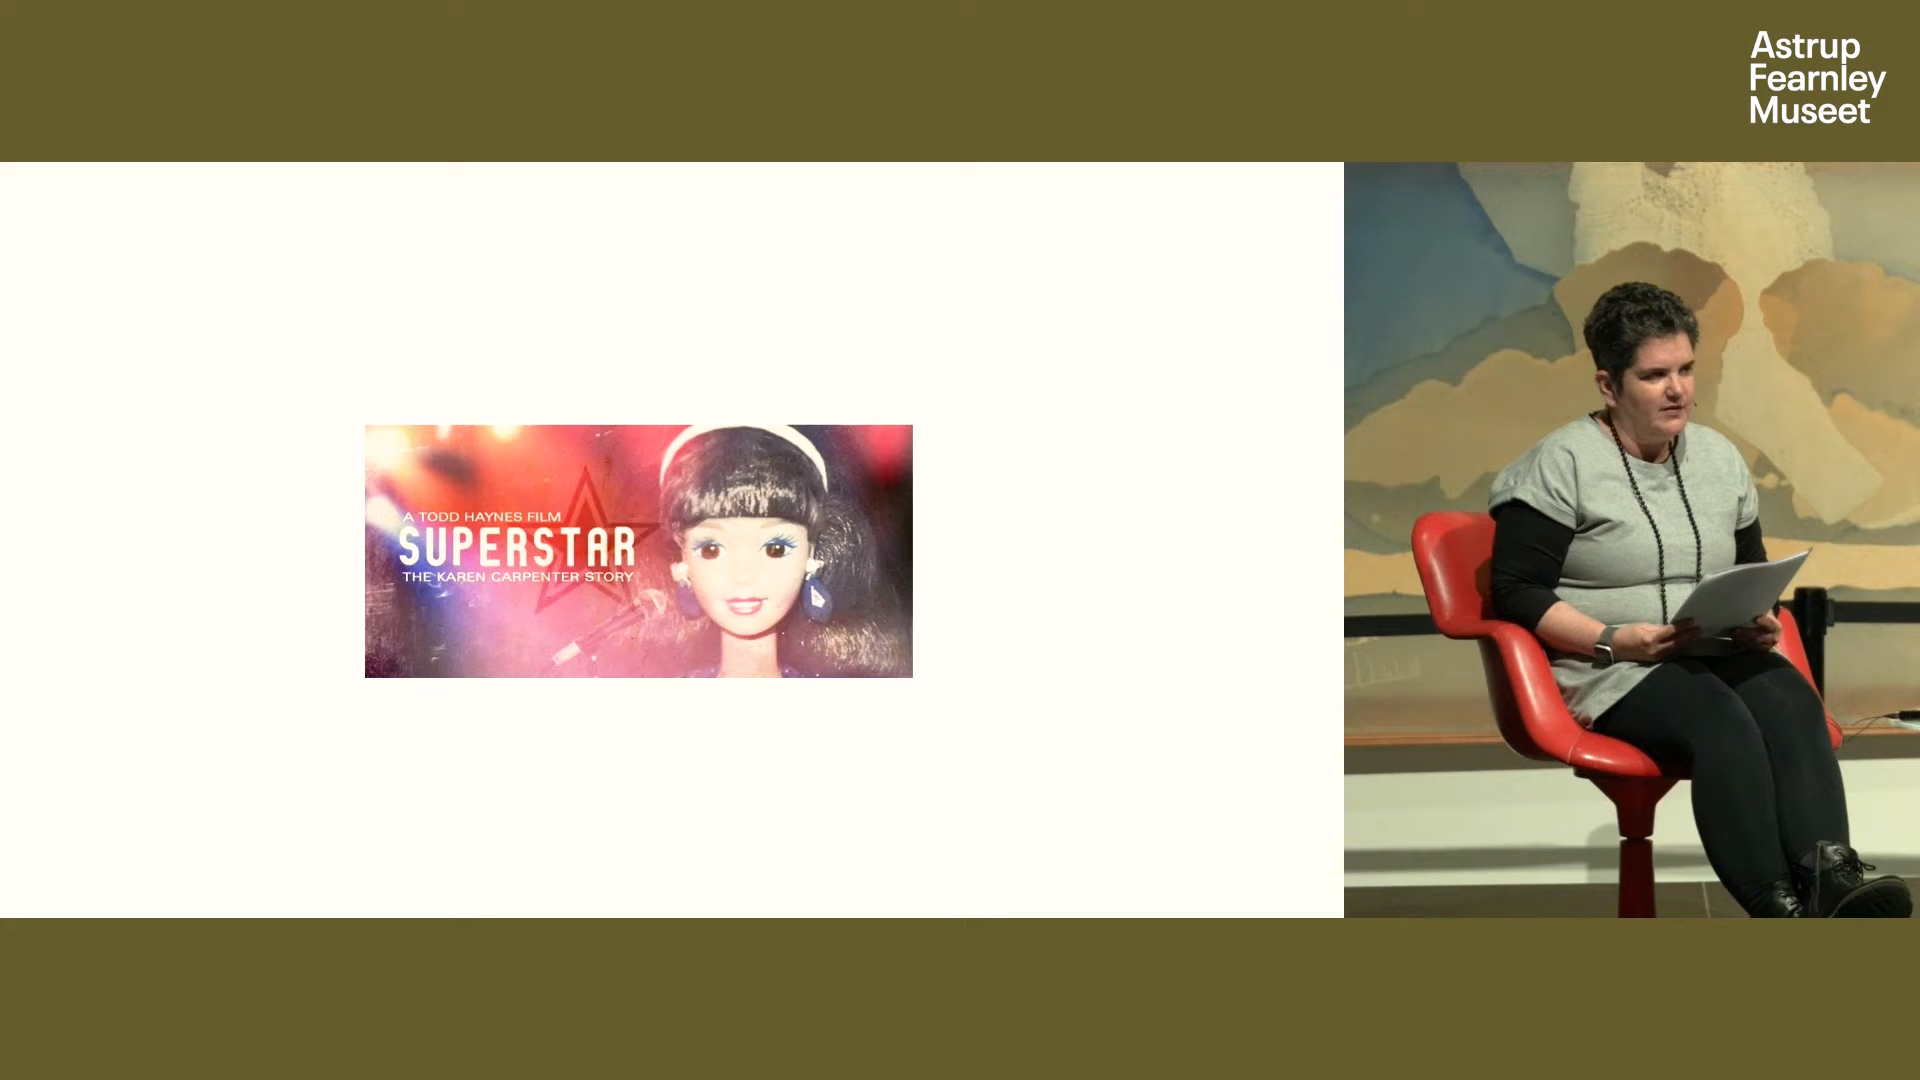 Astrup
Fearnley
Museet
A TODD HAYNES FILM
SUPERSTAR
THE KAREN CARPENTER STORY